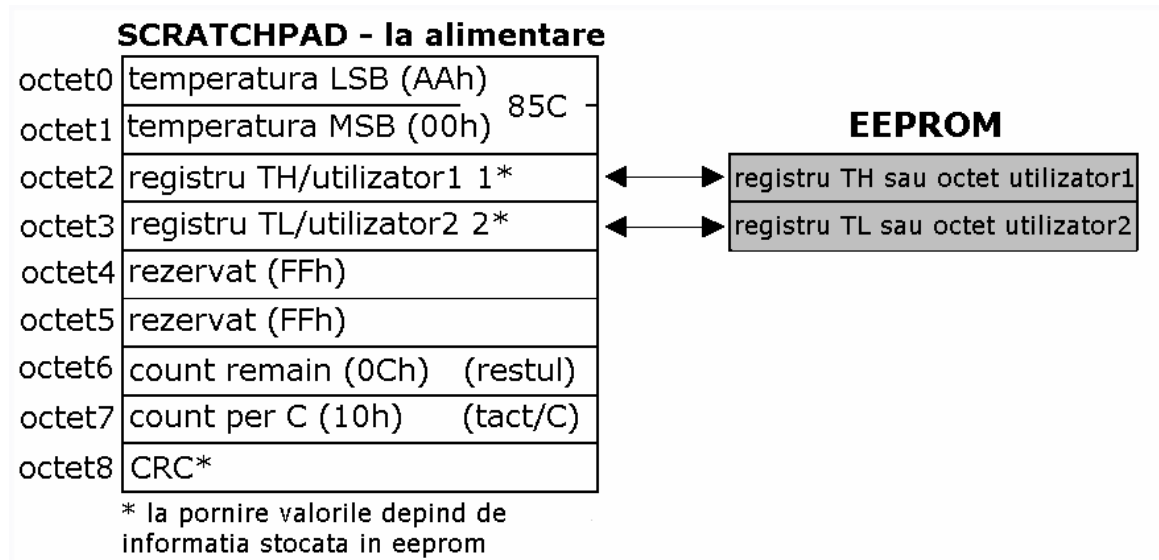 SCRATCHPAD - la alimentare
octet0 temperatura LSB (AAh)
85C
octet1 temperatura MSB (00h)
EEPROM
octet2 registru TH/utilizator1 1*
registru TH sau octet utilizator1
octet3 registru TL/utilizator2 2*
registru TL sau octet utilizator2
octet4 rezervat (FFh)
octet5 rezervat (FFh)
octet6 count remain (0Ch) (restul)
octet7 count per C (10h) (tact/C)
octet8 CRC*
* la pornire valorile depind de
informatia stocata in eeprom